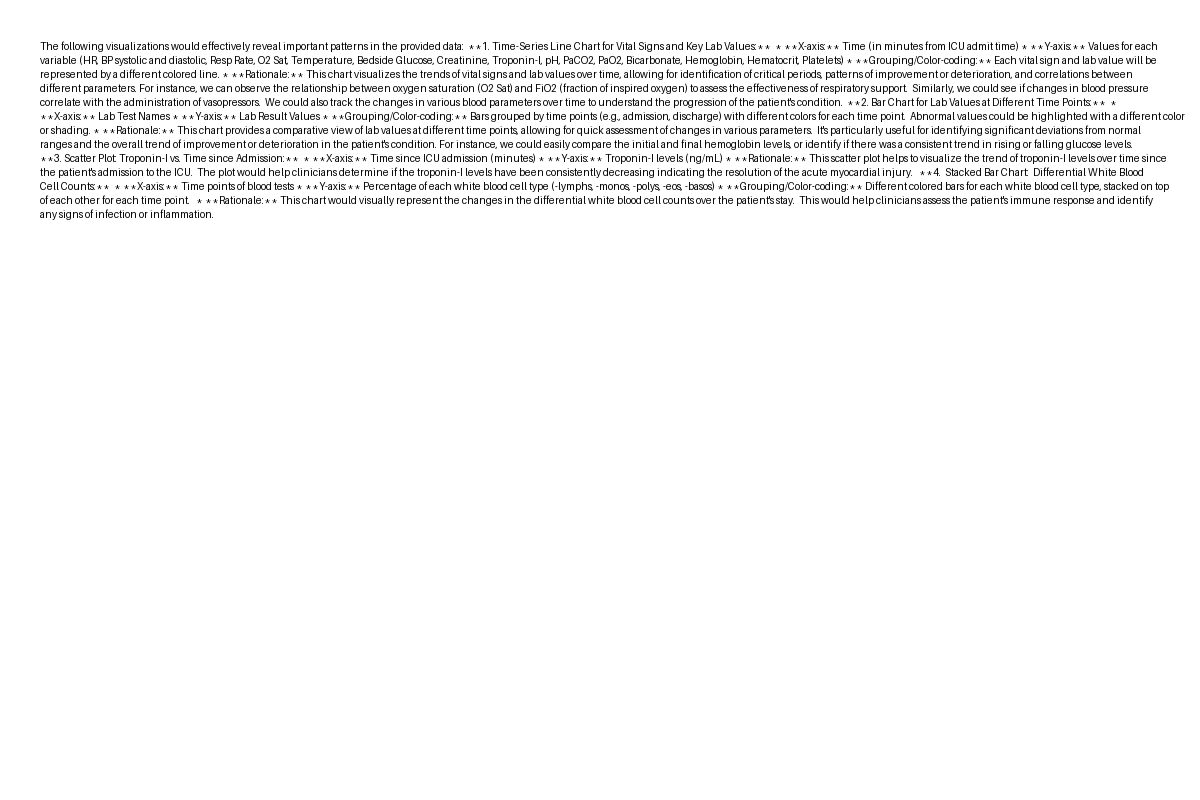 The following visualizations would effectively reveal important patterns in the provided data:  **1. Time-Series Line Chart for Vital Signs and Key Lab Values:**  * **X-axis:** Time (in minutes from ICU admit time) * **Y-axis:** Values for each
variable (HR, BP systolic and diastolic, Resp Rate, O2 Sat, Temperature, Bedside Glucose, Creatinine, Troponin-I, pH, PaCO2, PaO2, Bicarbonate, Hemoglobin, Hematocrit, Platelets) * **Grouping/Color-coding:** Each vital sign and lab value will be
represented by a different colored line. * **Rationale:** This chart visualizes the trends of vital signs and lab values over time, allowing for identification of critical periods, patterns of improvement or deterioration, and correlations between
different parameters. For instance, we can observe the relationship between oxygen saturation (O2 Sat) and FiO2 (fraction of inspired oxygen) to assess the effectiveness of respiratory support.  Similarly, we could see if changes in blood pressure
correlate with the administration of vasopressors.  We could also track the changes in various blood parameters over time to understand the progression of the patient's condition.  **2. Bar Chart for Lab Values at Different Time Points:**  *
**X-axis:** Lab Test Names * **Y-axis:** Lab Result Values * **Grouping/Color-coding:** Bars grouped by time points (e.g., admission, discharge) with different colors for each time point.  Abnormal values could be highlighted with a different color
or shading. * **Rationale:** This chart provides a comparative view of lab values at different time points, allowing for quick assessment of changes in various parameters.  It's particularly useful for identifying significant deviations from normal
ranges and the overall trend of improvement or deterioration in the patient's condition. For instance, we could easily compare the initial and final hemoglobin levels, or identify if there was a consistent trend in rising or falling glucose levels.
**3. Scatter Plot: Troponin-I vs. Time since Admission:**  * **X-axis:** Time since ICU admission (minutes) * **Y-axis:** Troponin-I levels (ng/mL) * **Rationale:** This scatter plot helps to visualize the trend of troponin-I levels over time since
the patient's admission to the ICU.  The plot would help clinicians determine if the troponin-I levels have been consistently decreasing indicating the resolution of the acute myocardial injury.   **4.  Stacked Bar Chart:  Differential White Blood
Cell Counts:**  * **X-axis:** Time points of blood tests * **Y-axis:** Percentage of each white blood cell type (-lymphs, -monos, -polys, -eos, -basos) * **Grouping/Color-coding:** Different colored bars for each white blood cell type, stacked on top
of each other for each time point.   * **Rationale:** This chart would visually represent the changes in the differential white blood cell counts over the patient's stay.  This would help clinicians assess the patient's immune response and identify
any signs of infection or inflammation.